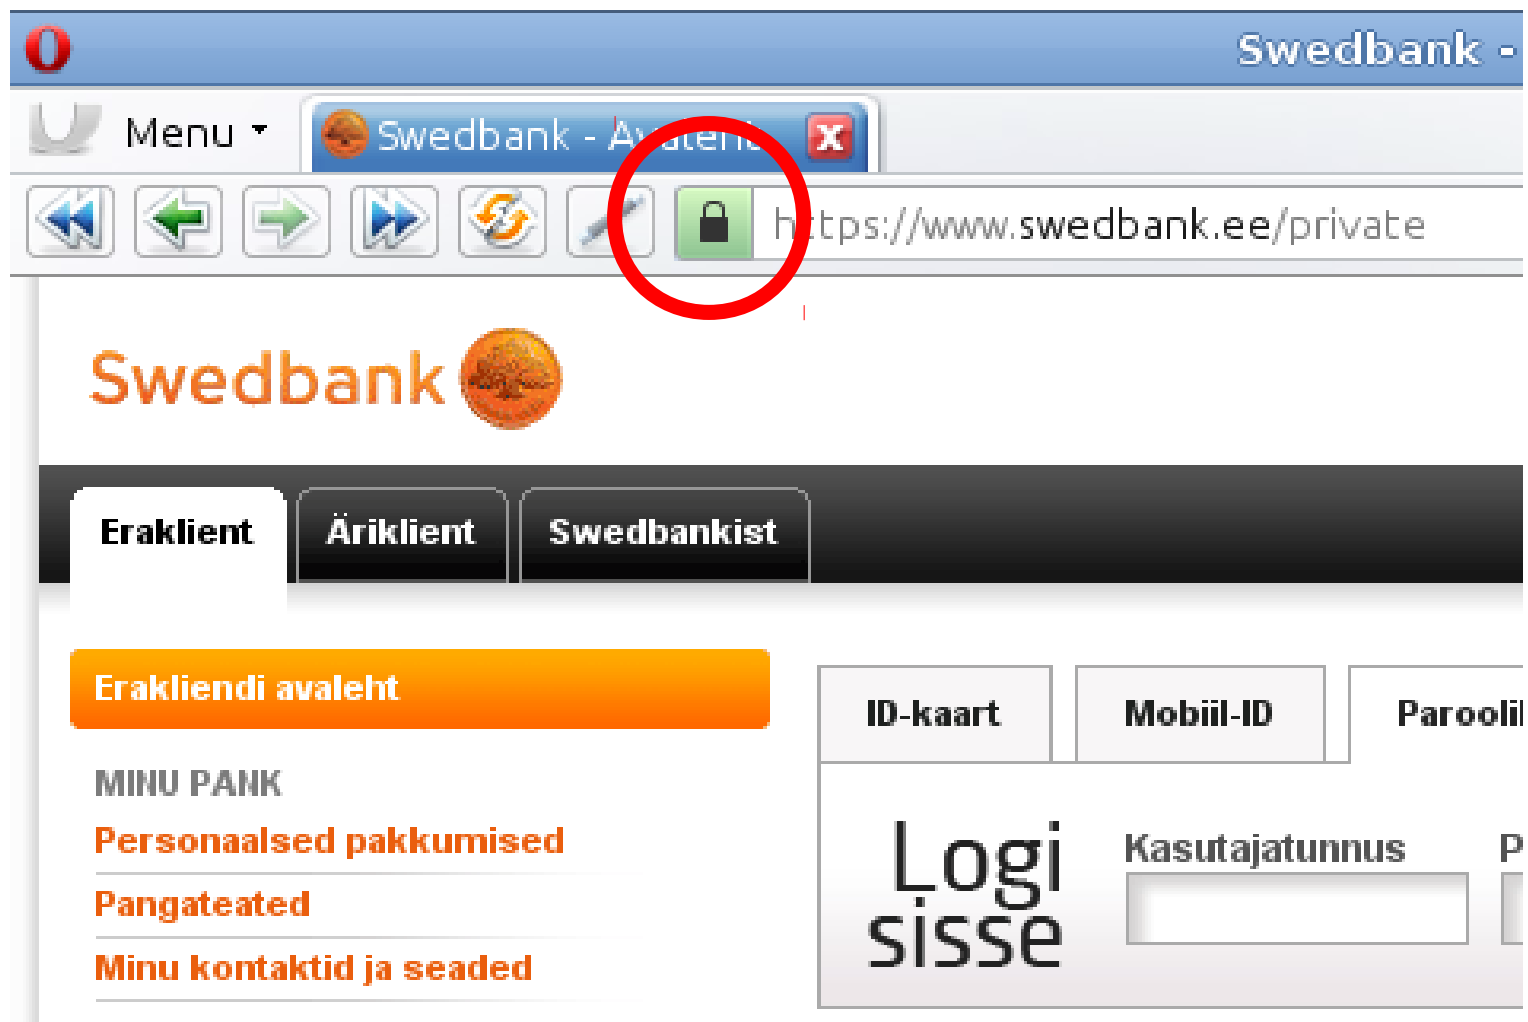 Swedbank -
Menu
Swedbank - Avaleht
https://www.swedbank.ee/private
Swedbank
Eraklient
Äriklient
Swedbankist
Erakliendi avaleht
ID-kaart
Mobiil-ID
MINU PANK
Personaalsed pakkumised
Pangateated
Minu kontaktid ja seaded
Logi
sisse
Kasutajatunnus